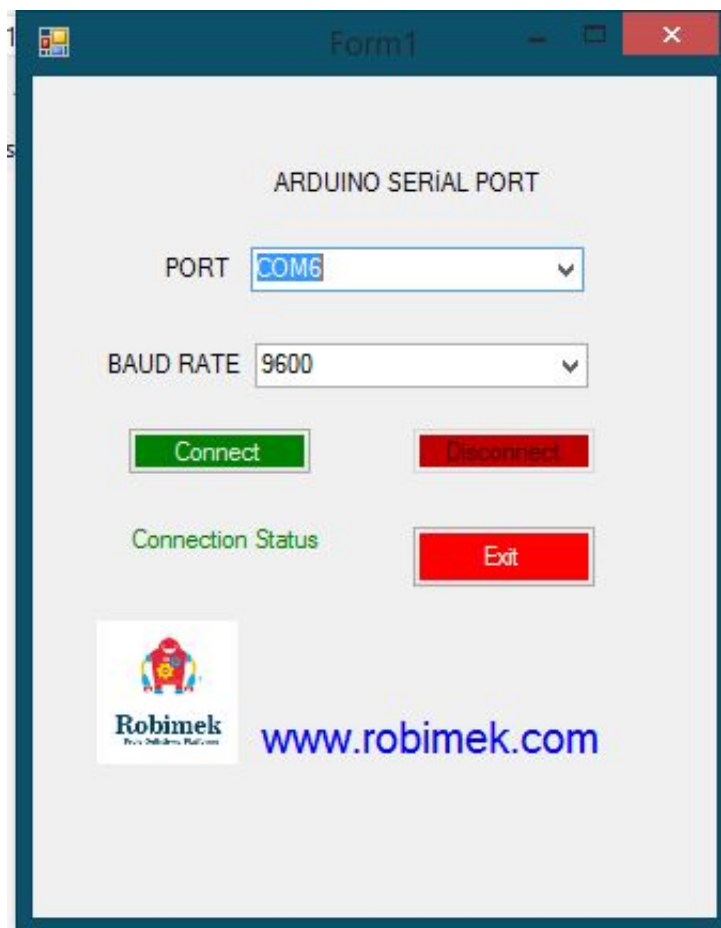 Form1
ARDUINO SERİAL PORT
PORT COM6
BAUD RATE 9600
Connect Disconnect
Connection Status Exit
Robimek
www.robimek.com